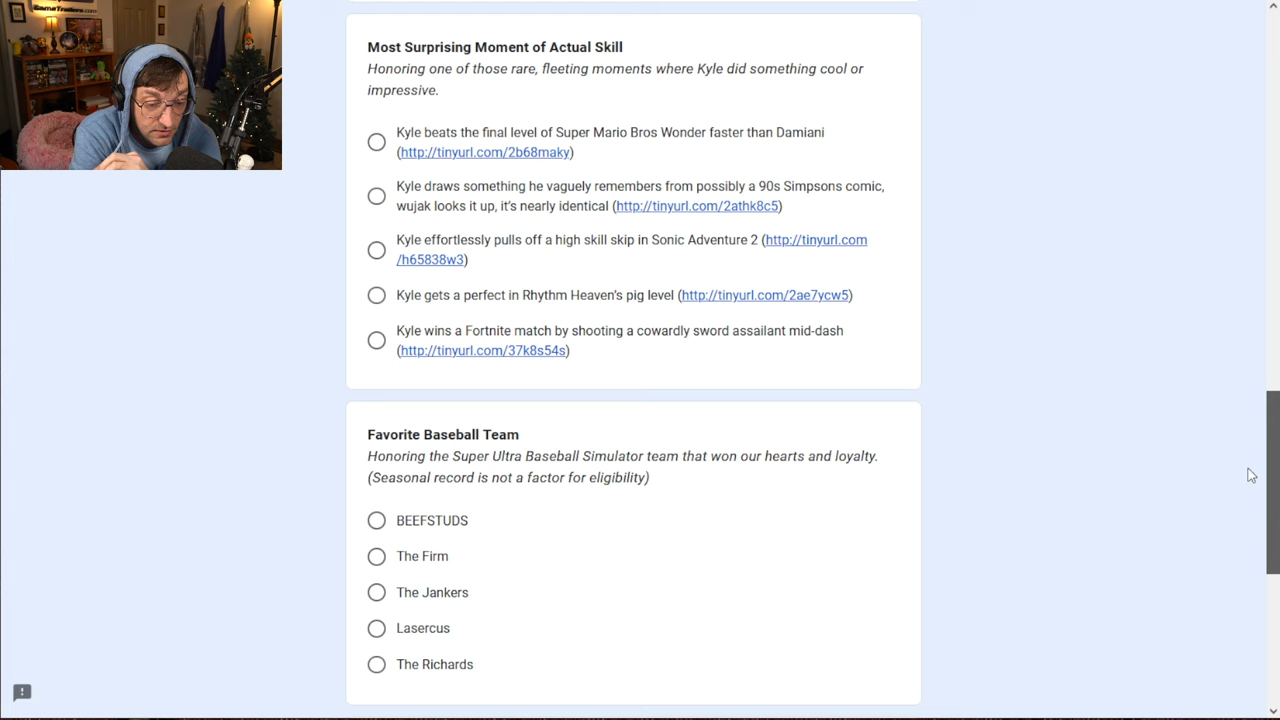 GameTrailers.com
Most Surprising Moment of Actual Skill
Honoring one of those rare, fleeting moments where Kyle did something cool or
impressive.
Kyle beats the final level of Super Mario Bros Wonder faster than Damiani
(http://tinyurl.com/2b68maky)
Kyle draws something he vaguely remembers from possibly a 90s Simpsons comic,
wujak looks it up, it's nearly identical (http://tinyurl.com/2athk8c5)
Kyle effortlessly pulls off a high skill skip in Sonic Adventure 2 (http://tinyurl.com
/h65838w3)
Kyle gets a perfect in Rhythm Heaven's pig level (http://tinyurl.com/2ae7ycw5)
Kyle wins a Fortnite match by shooting a cowardly sword assailant mid-dash
(http://tinyurl.com/37k8s54s)
Favorite Baseball Team
Honoring the Super Ultra Baseball Simulator team that won our hearts and loyalty.
(Seasonal record is not a factor for eligibility)
BEEFSTUDS
The Firm
The Jankers
Lasercus
The Richards